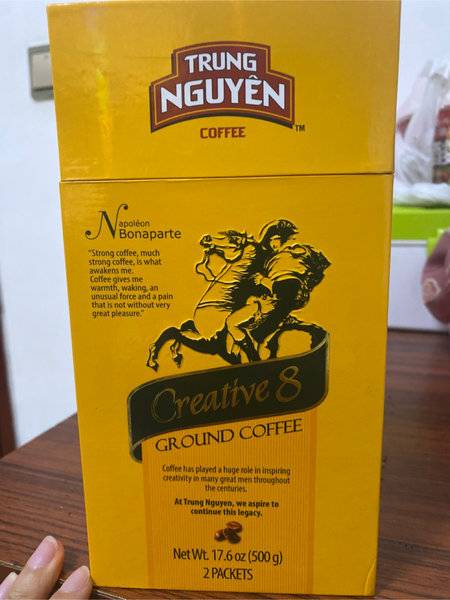 TRUNG
NGUYÊN
TM
COFFEE
Napoléon
Bonaparte
"Strong coffee, much
strong coffee, is what
awakens me.
Coffee gives me
warmth, waking, an
unusual force and a pain
that is not without very
great pleasure."
Creative 8
GROUND COFFEE
Coffee has played a huge role in inspiring
creativity in many great men throughout
the centuries.
At Trung Nguyen, we aspire to
continue this legacy.
Net Wt. 17.6 oz (500 g)
2 PACKETS